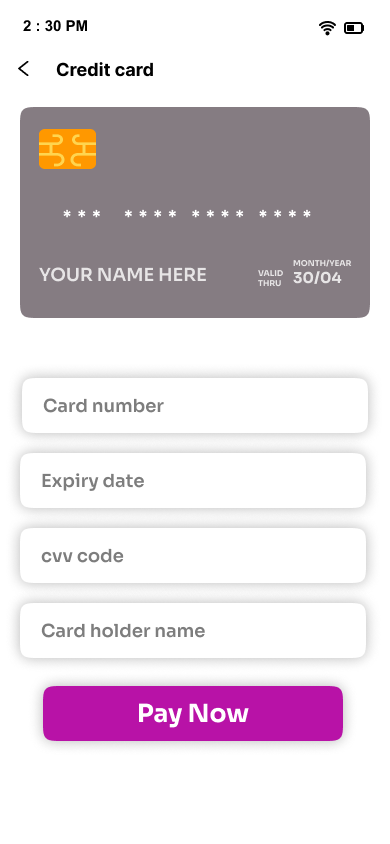 2 : 30 PM
Credit card
* * *  * * * *  * * * *  * * * *
YOUR NAME HERE
VALID THRU
MONTH/YEAR
30/04
Card number
Expiry date
cvv code
Card holder name
Pay Now